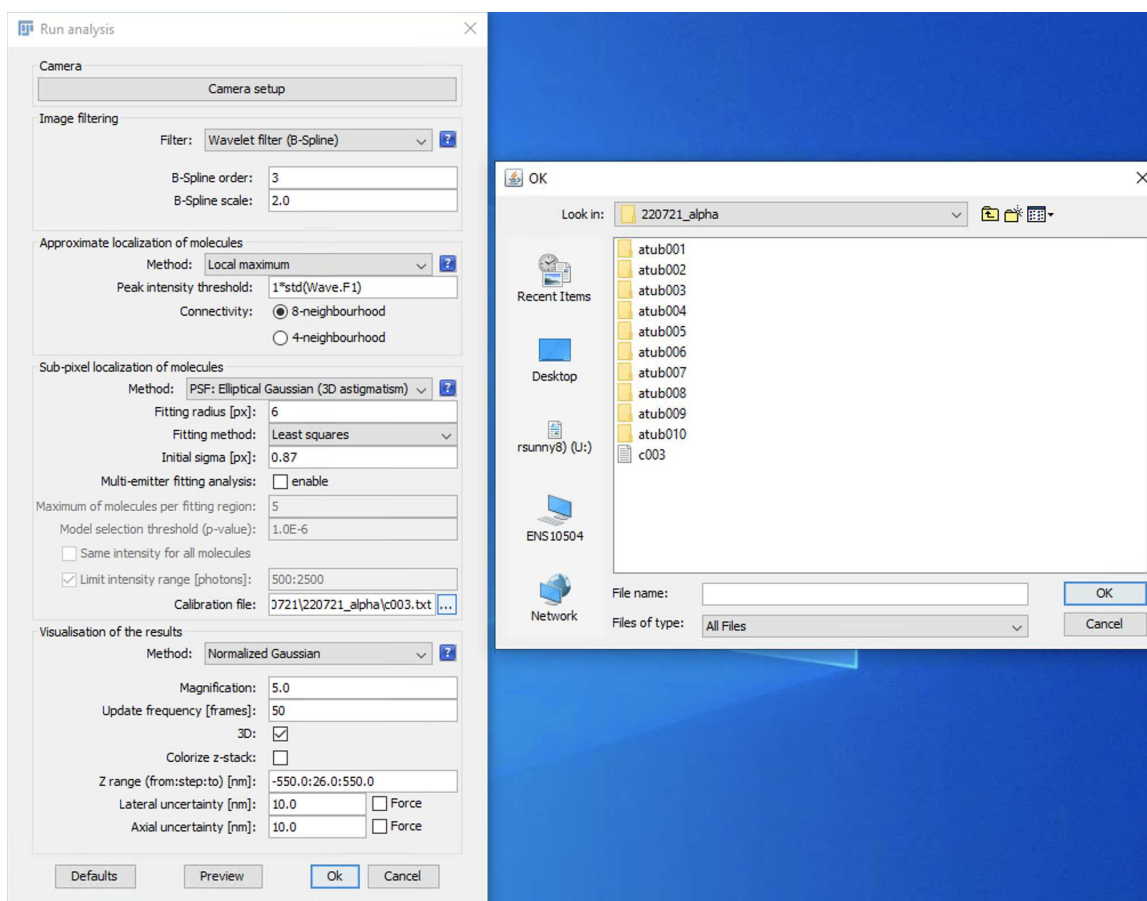 Run analysis
Camera
Camera setup
Image filtering
Filter: Wavelet filter (B-Spline)
B-Spline order: 3
B-Spline scale: 2.0
Approximate localization of molecules
Method: Local maximum
Peak intensity threshold: 1*std(Wave.F1)
Connectivity: 8-neighbourhood
4-neighbourhood
Sub-pixel localization of molecules
Method: PSF: Elliptical Gaussian (3D astigmatism)
Fitting radius [px]: 6
Fitting method: Least squares
Initial sigma [px]: 0.87
Multi-emitter fitting analysis: enable
Maximum of molecules per fitting region: 5
Model selection threshold (p-value): 1.0E-6
Same intensity for all molecules
Limit intensity range [photons]: 500:2500
Calibration file: 0721\220721_alpha\c003.txt ...
Visualisation of the results
Method: Normalized Gaussian
Magnification: 5.0
Update frequency [frames]: 50
3D:
Colorize z-stack:
Z range (from:step:to) [nm]: -550.0:26.0:550.0
Lateral uncertainty [nm]: 10.0 Force
Axial uncertainty [nm]: 10.0 Force
Defaults Preview Ok Cancel
OK
Look in: 220721_alpha
Recent Items
Desktop
rsunny8) (U:)
ENS10504
Network
atub001
atub002
atub003
atub004
atub005
atub006
atub007
atub008
atub009
atub010
c003
File name: OK
Files of type: All Files Cancel